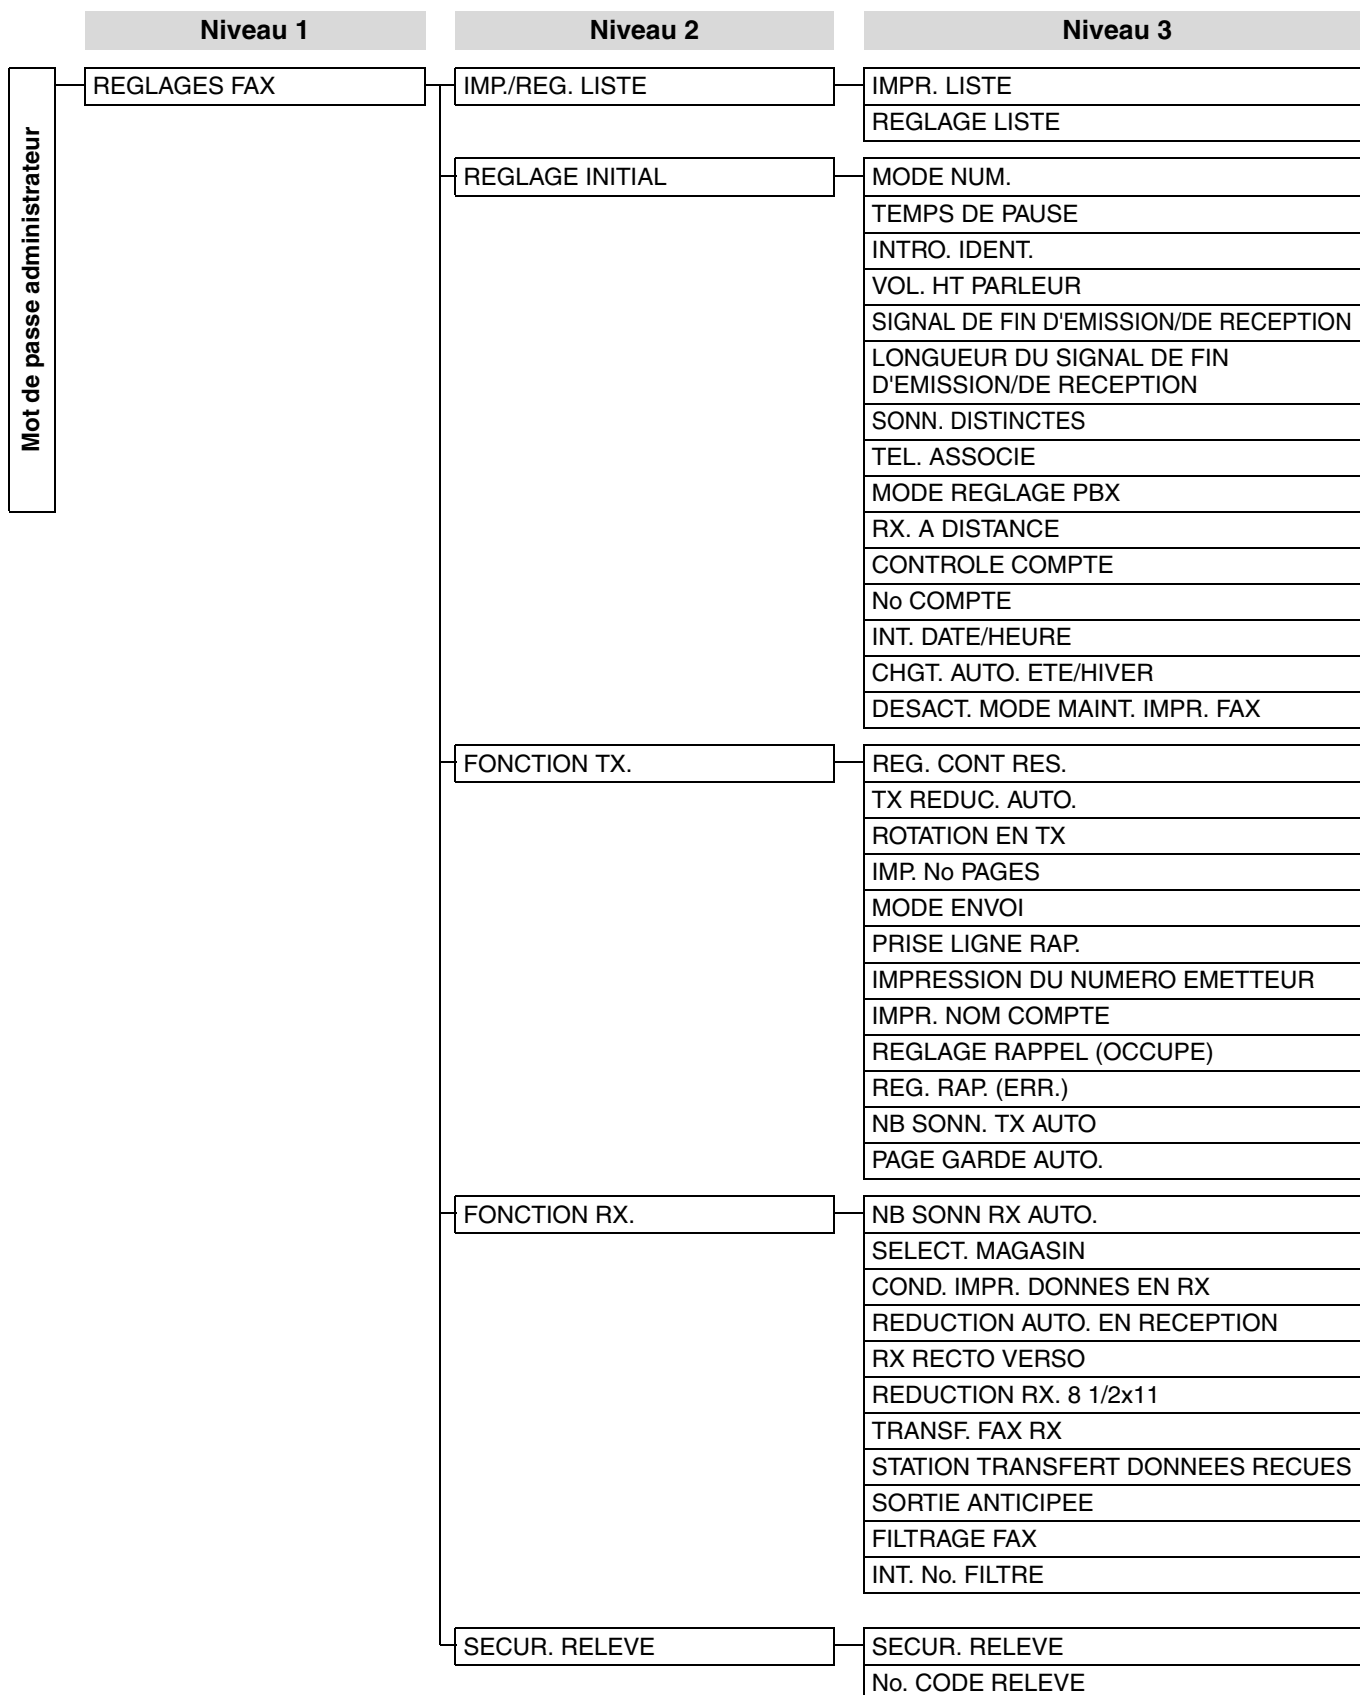 Niveau 1 Niveau 2 Niveau 3
Mot de passe administrateur
REGLAGES FAX IMP./REG. LISTE IMPR. LISTE
REGLAGE LISTE
REGLAGE INITIAL MODE NUM.
TEMPS DE PAUSE
INTRO. IDENT.
VOL. HT PARLEUR
SIGNAL DE FIN D'EMISSION/DE RECEPTION
LONGUEUR DU SIGNAL DE FIN
D'EMISSION/DE RECEPTION
SONN. DISTINCTES
TEL. ASSOCIE
MODE REGLAGE PBX
RX. A DISTANCE
CONTROLE COMPTE
No COMPTE
INT. DATE/HEURE
CHGT. AUTO. ETE/HIVER
DESACT. MODE MAINT. IMPR. FAX
FONCTION TX. REG. CONT RES.
TX REDUC. AUTO.
ROTATION EN TX
IMP. No PAGES
MODE ENVOI
PRISE LIGNE RAP.
IMPRESSION DU NUMERO EMETTEUR
IMPR. NOM COMPTE
REGLAGE RAPPEL (OCCUPE)
REG. RAP. (ERR.)
NB SONN. TX AUTO
PAGE GARDE AUTO.
FONCTION RX. NB SONN RX AUTO.
SELECT. MAGASIN
COND. IMPR. DONNES EN RX
REDUCTION AUTO. EN RECEPTION
RX RECTO VERSO
REDUCTION RX. 8 1/2x11
TRANSF. FAX RX
STATION TRANSFERT DONNEES RECUES
SORTIE ANTICIPEE
FILTRAGE FAX
INT. No. FILTRE
SECUR. RELEVE SECUR. RELEVE
No. CODE RELEVE